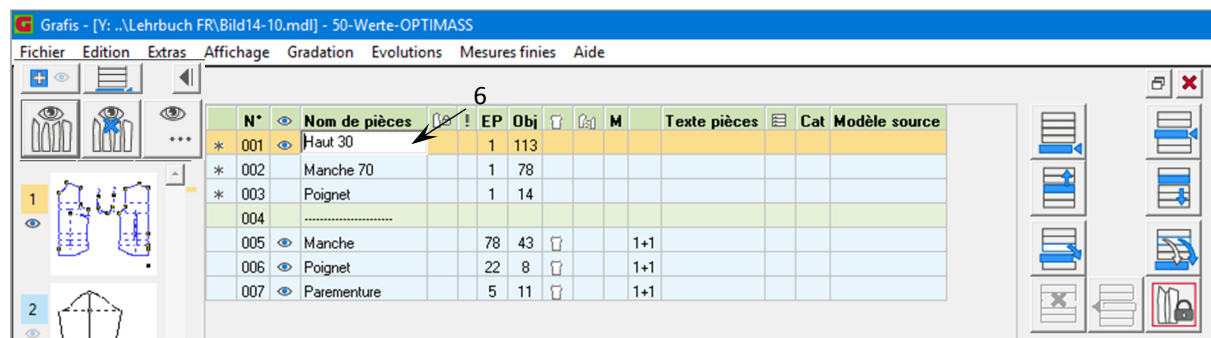 Grafis - [Y: ..\Lehrbuch FR\Bild14-10.mdl] - 50-Werte-OPTIMASS
Fichier Edition Extras Affichage Gradation Evolutions Mesures finies Aide
6
N° Nom de pièces ! EP Obj M Texte pièces Cat Modèle source
* 001 Haut 30 1 113
* 002 Manche 70 1 78
* 003 Poignet 1 14
004 -----------------------
005 Manche 78 43 1+1
006 Poignet 22 8 1+1
007 Parementure 5 11 1+1
1
2